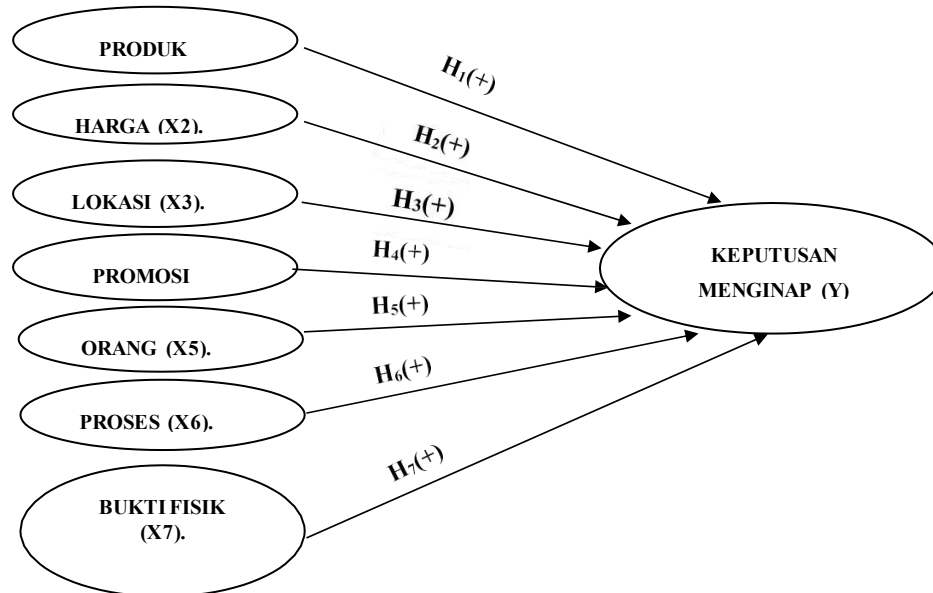 PRODUK
H1(+)
HARGA (X2).
H2(+)
LOKASI (X3).
H3(+)
PROMOSI
H4(+)
KEPUTUSAN
MENGINAP (Y)
ORANG (X5).
H5(+)
PROSES (X6).
H6(+)
BUKTI FISIK
(X7).
H7(+)